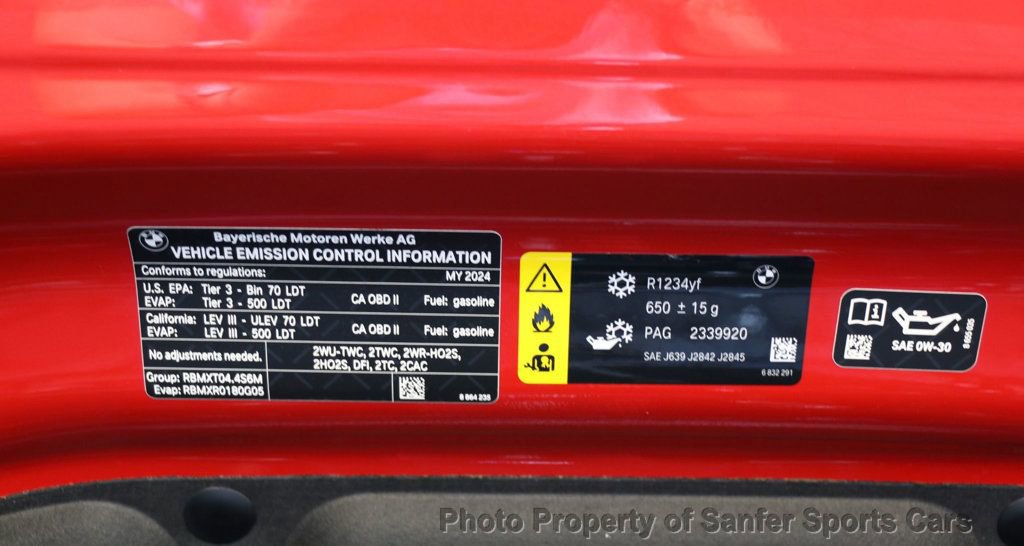 Bayerische Motoren Werke AG
VEHICLE EMISSION CONTROL INFORMATION
Conforms to regulations: MY 2024
U.S. EPA: Tier 3 - Bin 70 LDT
EVAP: Tier 3 - 500 LDT
CA OBD II Fuel: gasoline
California: LEV III - ULEV 70 LDT
EVAP: LEV III - 500 LDT
CA OBD II Fuel: gasoline
No adjustments needed.
2WU-TWC, 2TWC, 2WR-HO2S,
2HO2S, DFI, 2TC, 2CAC
Group: RBMXT04.4S6M
Evap: RBMXR0180G05
8 864 235
R1234yf
650 ± 15 g
PAG 2339920
SAE J639 J2842 J2845
6 832 291
SAE 0W-30
Photo Property of Sanfer Sports Cars